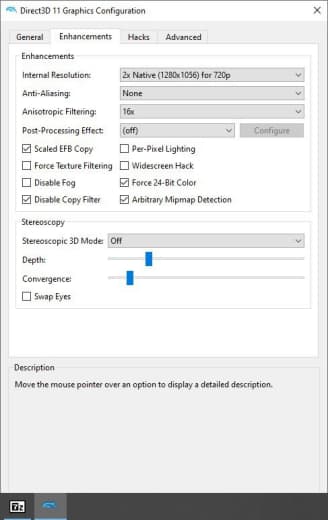 Direct3D 11 Graphics Configuration
General Enhancements Hacks Advanced
Enhancements
Internal Resolution: 2x Native (1280x1056) for 720p
Anti-Aliasing: None
Anisotropic Filtering: 16x
Post-Processing Effect: (off) Configure
Scaled EFB Copy Per-Pixel Lighting
Force Texture Filtering Widescreen Hack
Disable Fog Force 24-Bit Color
Disable Copy Filter Arbitrary Mipmap Detection
Stereoscopy
Stereoscopic 3D Mode: Off
Depth:
Convergence:
Swap Eyes
Description
Move the mouse pointer over an option to display a detailed description.
7z